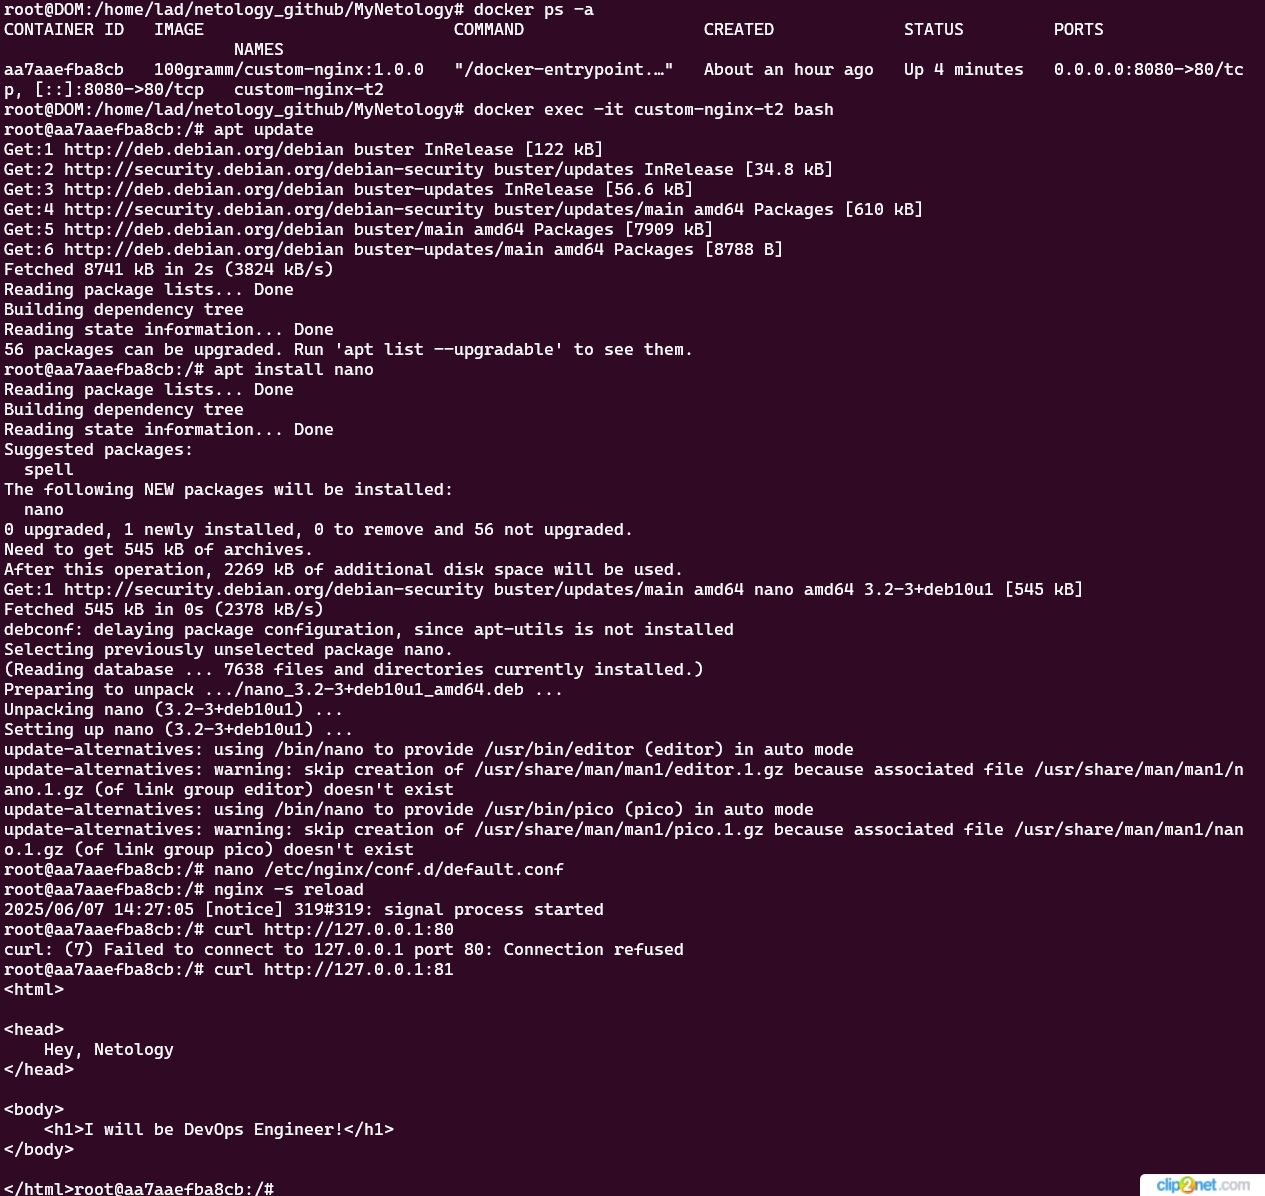 root@DOM:/home/lad/netology_github/MyNetology# docker ps -a
CONTAINER ID   IMAGE                         COMMAND                  CREATED             STATUS         PORTS
                       NAMES
aa7aaefba8cb   100gramm/custom-nginx:1.0.0   "/docker-entrypoint.…"   About an hour ago   Up 4 minutes   0.0.0.0:8080->80/tc
p, [::]:8080->80/tcp   custom-nginx-t2
root@DOM:/home/lad/netology_github/MyNetology# docker exec -it custom-nginx-t2 bash
root@aa7aaefba8cb:/# apt update
Get:1 http://deb.debian.org/debian buster InRelease [122 kB]
Get:2 http://security.debian.org/debian-security buster/updates InRelease [34.8 kB]
Get:3 http://deb.debian.org/debian buster-updates InRelease [56.6 kB]
Get:4 http://security.debian.org/debian-security buster/updates/main amd64 Packages [610 kB]
Get:5 http://deb.debian.org/debian buster/main amd64 Packages [7909 kB]
Get:6 http://deb.debian.org/debian buster-updates/main amd64 Packages [8788 B]
Fetched 8741 kB in 2s (3824 kB/s)
Reading package lists... Done
Building dependency tree
Reading state information... Done
56 packages can be upgraded. Run 'apt list --upgradable' to see them.
root@aa7aaefba8cb:/# apt install nano
Reading package lists... Done
Building dependency tree
Reading state information... Done
Suggested packages:
  spell
The following NEW packages will be installed:
  nano
0 upgraded, 1 newly installed, 0 to remove and 56 not upgraded.
Need to get 545 kB of archives.
After this operation, 2269 kB of additional disk space will be used.
Get:1 http://security.debian.org/debian-security buster/updates/main amd64 nano amd64 3.2-3+deb10u1 [545 kB]
Fetched 545 kB in 0s (2378 kB/s)
debconf: delaying package configuration, since apt-utils is not installed
Selecting previously unselected package nano.
(Reading database ... 7638 files and directories currently installed.)
Preparing to unpack .../nano_3.2-3+deb10u1_amd64.deb ...
Unpacking nano (3.2-3+deb10u1) ...
Setting up nano (3.2-3+deb10u1) ...
update-alternatives: using /bin/nano to provide /usr/bin/editor (editor) in auto mode
update-alternatives: warning: skip creation of /usr/share/man/man1/editor.1.gz because associated file /usr/share/man/man1/n
ano.1.gz (of link group editor) doesn't exist
update-alternatives: using /bin/nano to provide /usr/bin/pico (pico) in auto mode
update-alternatives: warning: skip creation of /usr/share/man/man1/pico.1.gz because associated file /usr/share/man/man1/nan
o.1.gz (of link group pico) doesn't exist
root@aa7aaefba8cb:/# nano /etc/nginx/conf.d/default.conf
root@aa7aaefba8cb:/# nginx -s reload
2025/06/07 14:27:05 [notice] 319#319: signal process started
root@aa7aaefba8cb:/# curl http://127.0.0.1:80
curl: (7) Failed to connect to 127.0.0.1 port 80: Connection refused
root@aa7aaefba8cb:/# curl http://127.0.0.1:81
<html>

<head>
    Hey, Netology
</head>

<body>
    <h1>I will be DevOps Engineer!</h1>
</body>

</html>root@aa7aaefba8cb:/#
clip2net.com